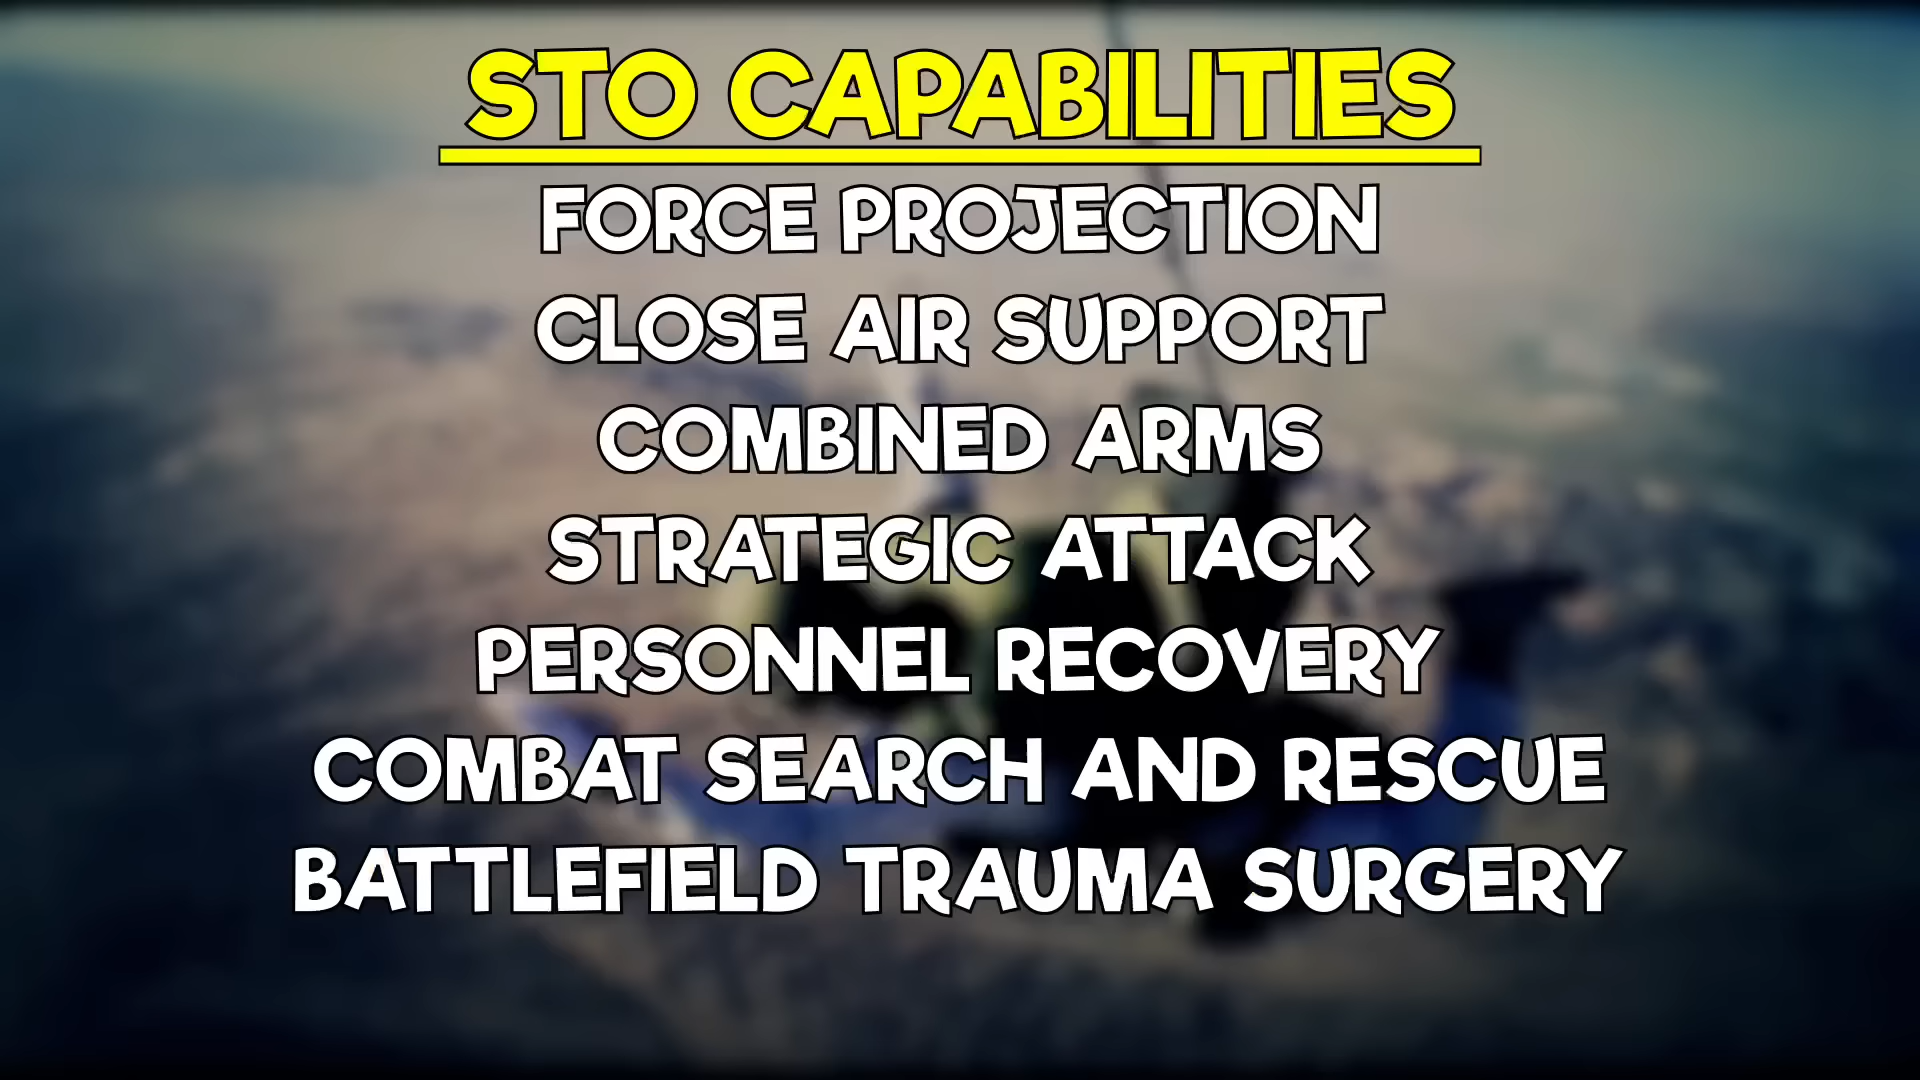 STO CAPABILITIES
FORCE PROJECTION
CLOSE AIR SUPPORT
COMBINED ARMS
STRATEGIC ATTACK
PERSONNEL RECOVERY
COMBAT SEARCH AND RESCUE
BATTLEFIELD TRAUMA SURGERY